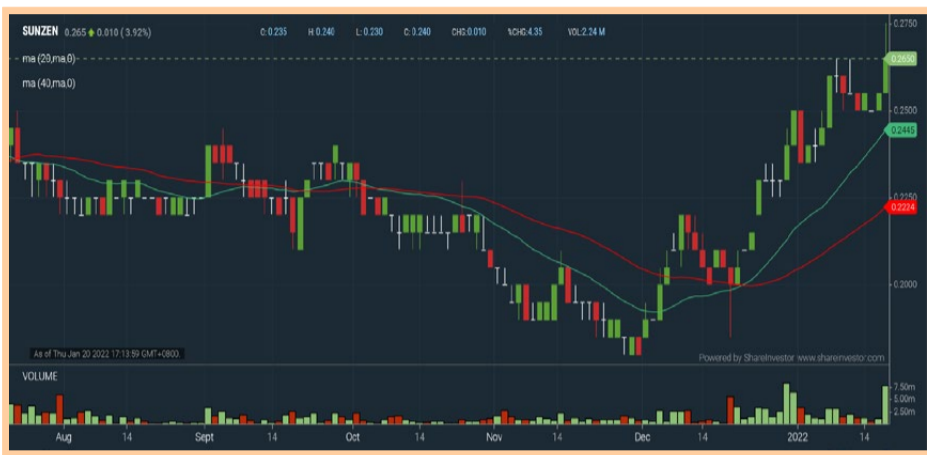 SUNZEN 0.265 0.010 (3.92%) O:0.235 H:0.240 L:0.230 C:0.240 CHG:0.010 %CHG:4.35 VOL:2.24 M
ma (20,ma,0)
ma (40,ma,0)
0.2750
0.2650
0.2500
0.2445
0.2250
0.2224
0.2000
As of Thu Jan 20 2022 17:13:59 GMT+0800
Powered by ShareInvestor www.shareinvestor.com
VOLUME
7.50m
5.00m
2.50m
Aug 14 Sept 14 Oct 14 Nov 14 Dec 14 2022 14